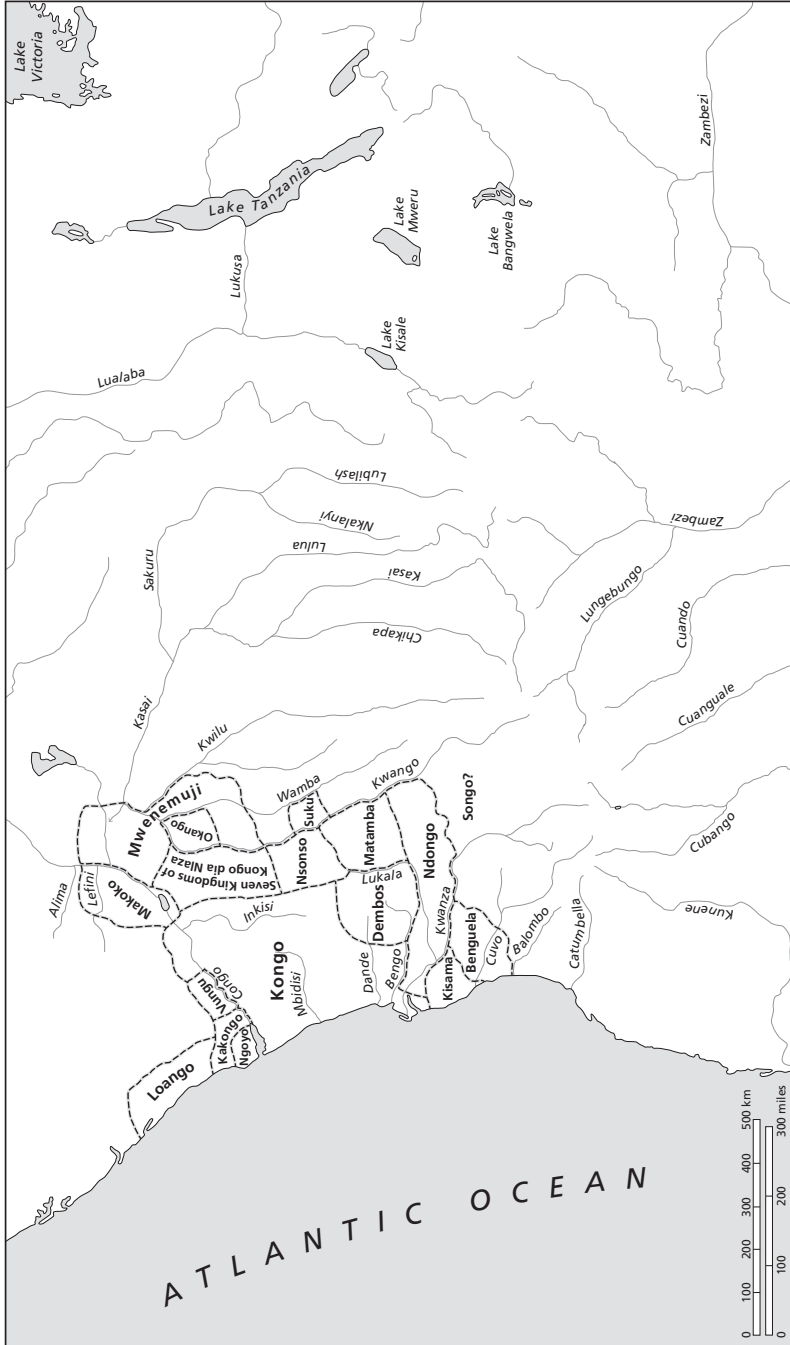 Lake
Victoria
Lake Tanzania
Lukusa
Lualaba
Lake
Mweru
Lake
Bangwela
Lake
Kisale
Zambezi
Sakuru
Lubilash
Nkalanyi
Lulua
Kasai
Chikapa
Kasai
Kwilu
Zambezi
Lungebungo
Cuando
Cuanguale
Cubango
Kunene
Alima
Lefini
Makoko
Mwenemuji
Okango
Seven Kingdoms of
Kongo dia Nlaza
Wamba
Suku
Kwango
Nsonso
Matamba
Songo?
Ndongo
Lukala
Dembos
Inkisi
Kongo
Mbidisi
Dande
Bengo
Kwanza
Kisama
Benguela
Cuvo
Balombo
Catumbella
Congo
Vungu
Kakongo
Ngoyo
Loango
ATLANTIC OCEAN
0 100 200 300 400 500 km
0 100 200 300 miles